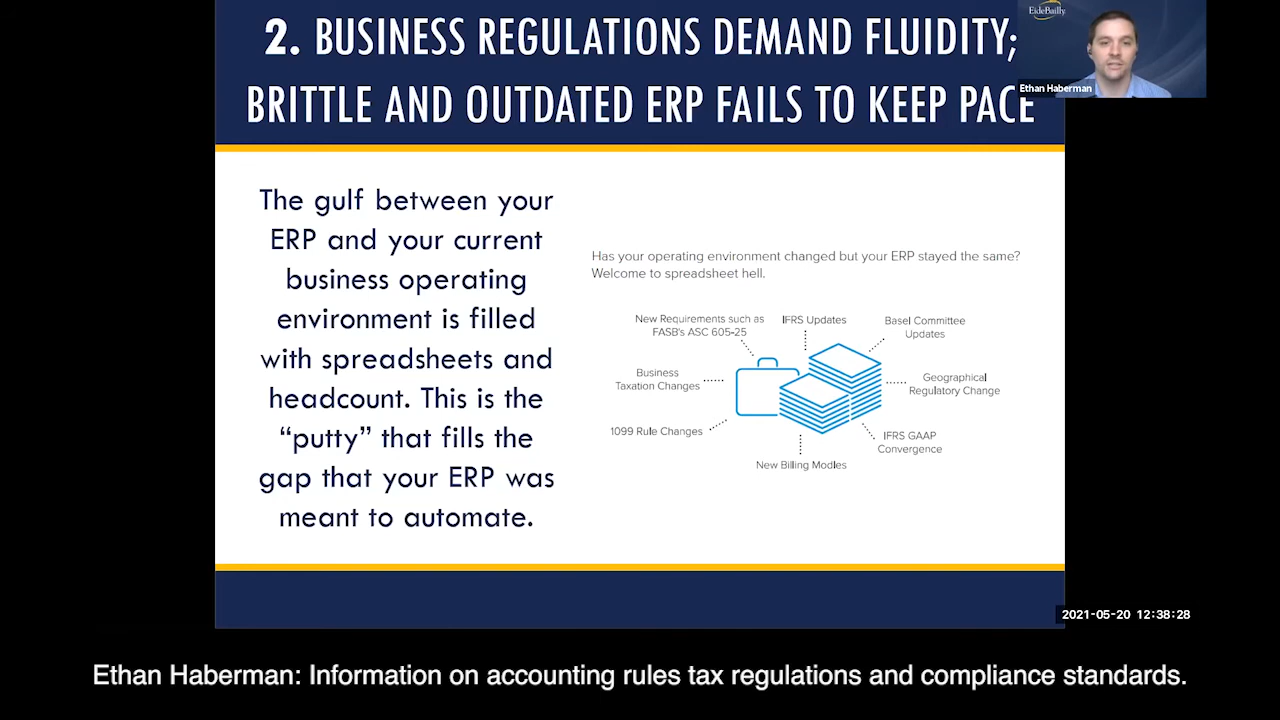 2. BUSINESS REGULATIONS DEMAND FLUIDITY;
BRITTLE AND OUTDATED ERP FAILS TO KEEP PACE
EideBailly
Ethan Haberman
The gulf between your
ERP and your current
business operating
environment is filled
with spreadsheets and
headcount. This is the
“putty” that fills the
gap that your ERP was
meant to automate.
Has your operating environment changed but your ERP stayed the same?
Welcome to spreadsheet hell.
New Requirements such as
FASB's ASC 605-25
IFRS Updates
Basel Committee
Updates
Business
Taxation Changes
Geographical
Regulatory Change
1099 Rule Changes
IFRS GAAP
Convergence
New Billing Modles
2021-05-20 12:38:28
Ethan Haberman: Information on accounting rules tax regulations and compliance standards.